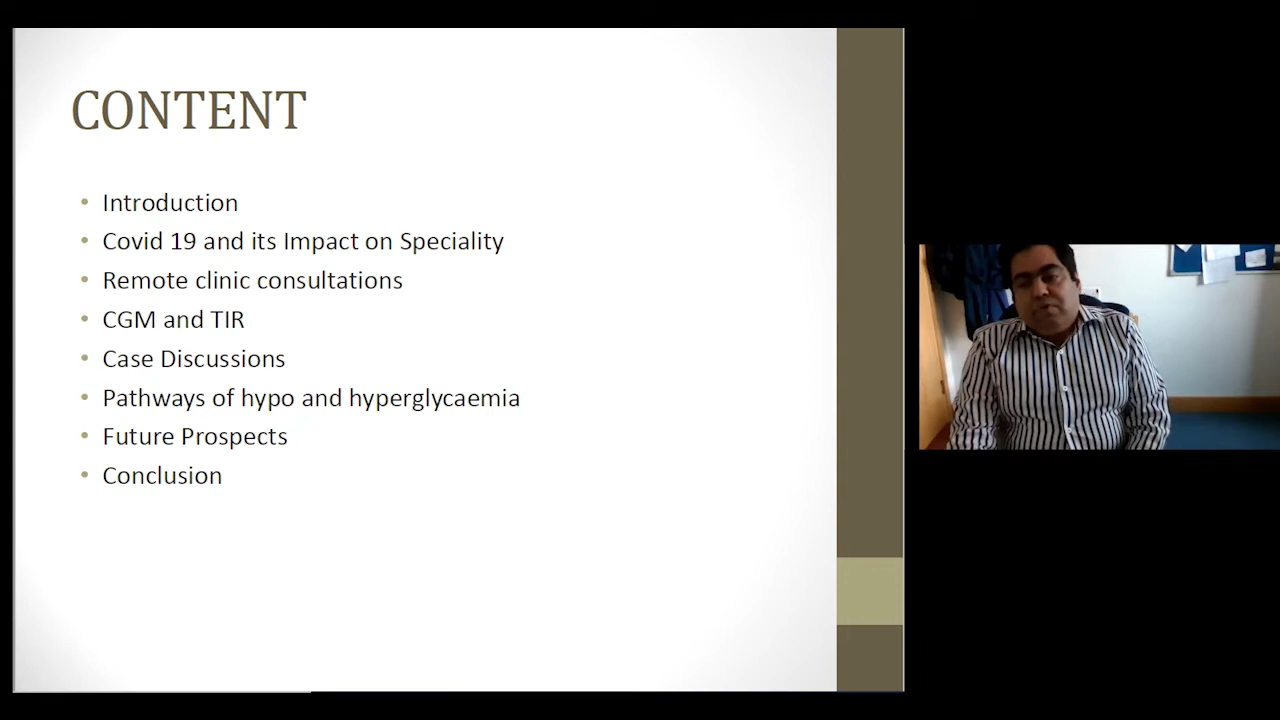 CONTENT
Introduction
Covid 19 and its Impact on Speciality
Remote clinic consultations
CGM and TIR
Case Discussions
Pathways of hypo and hyperglycaemia
Future Prospects
Conclusion